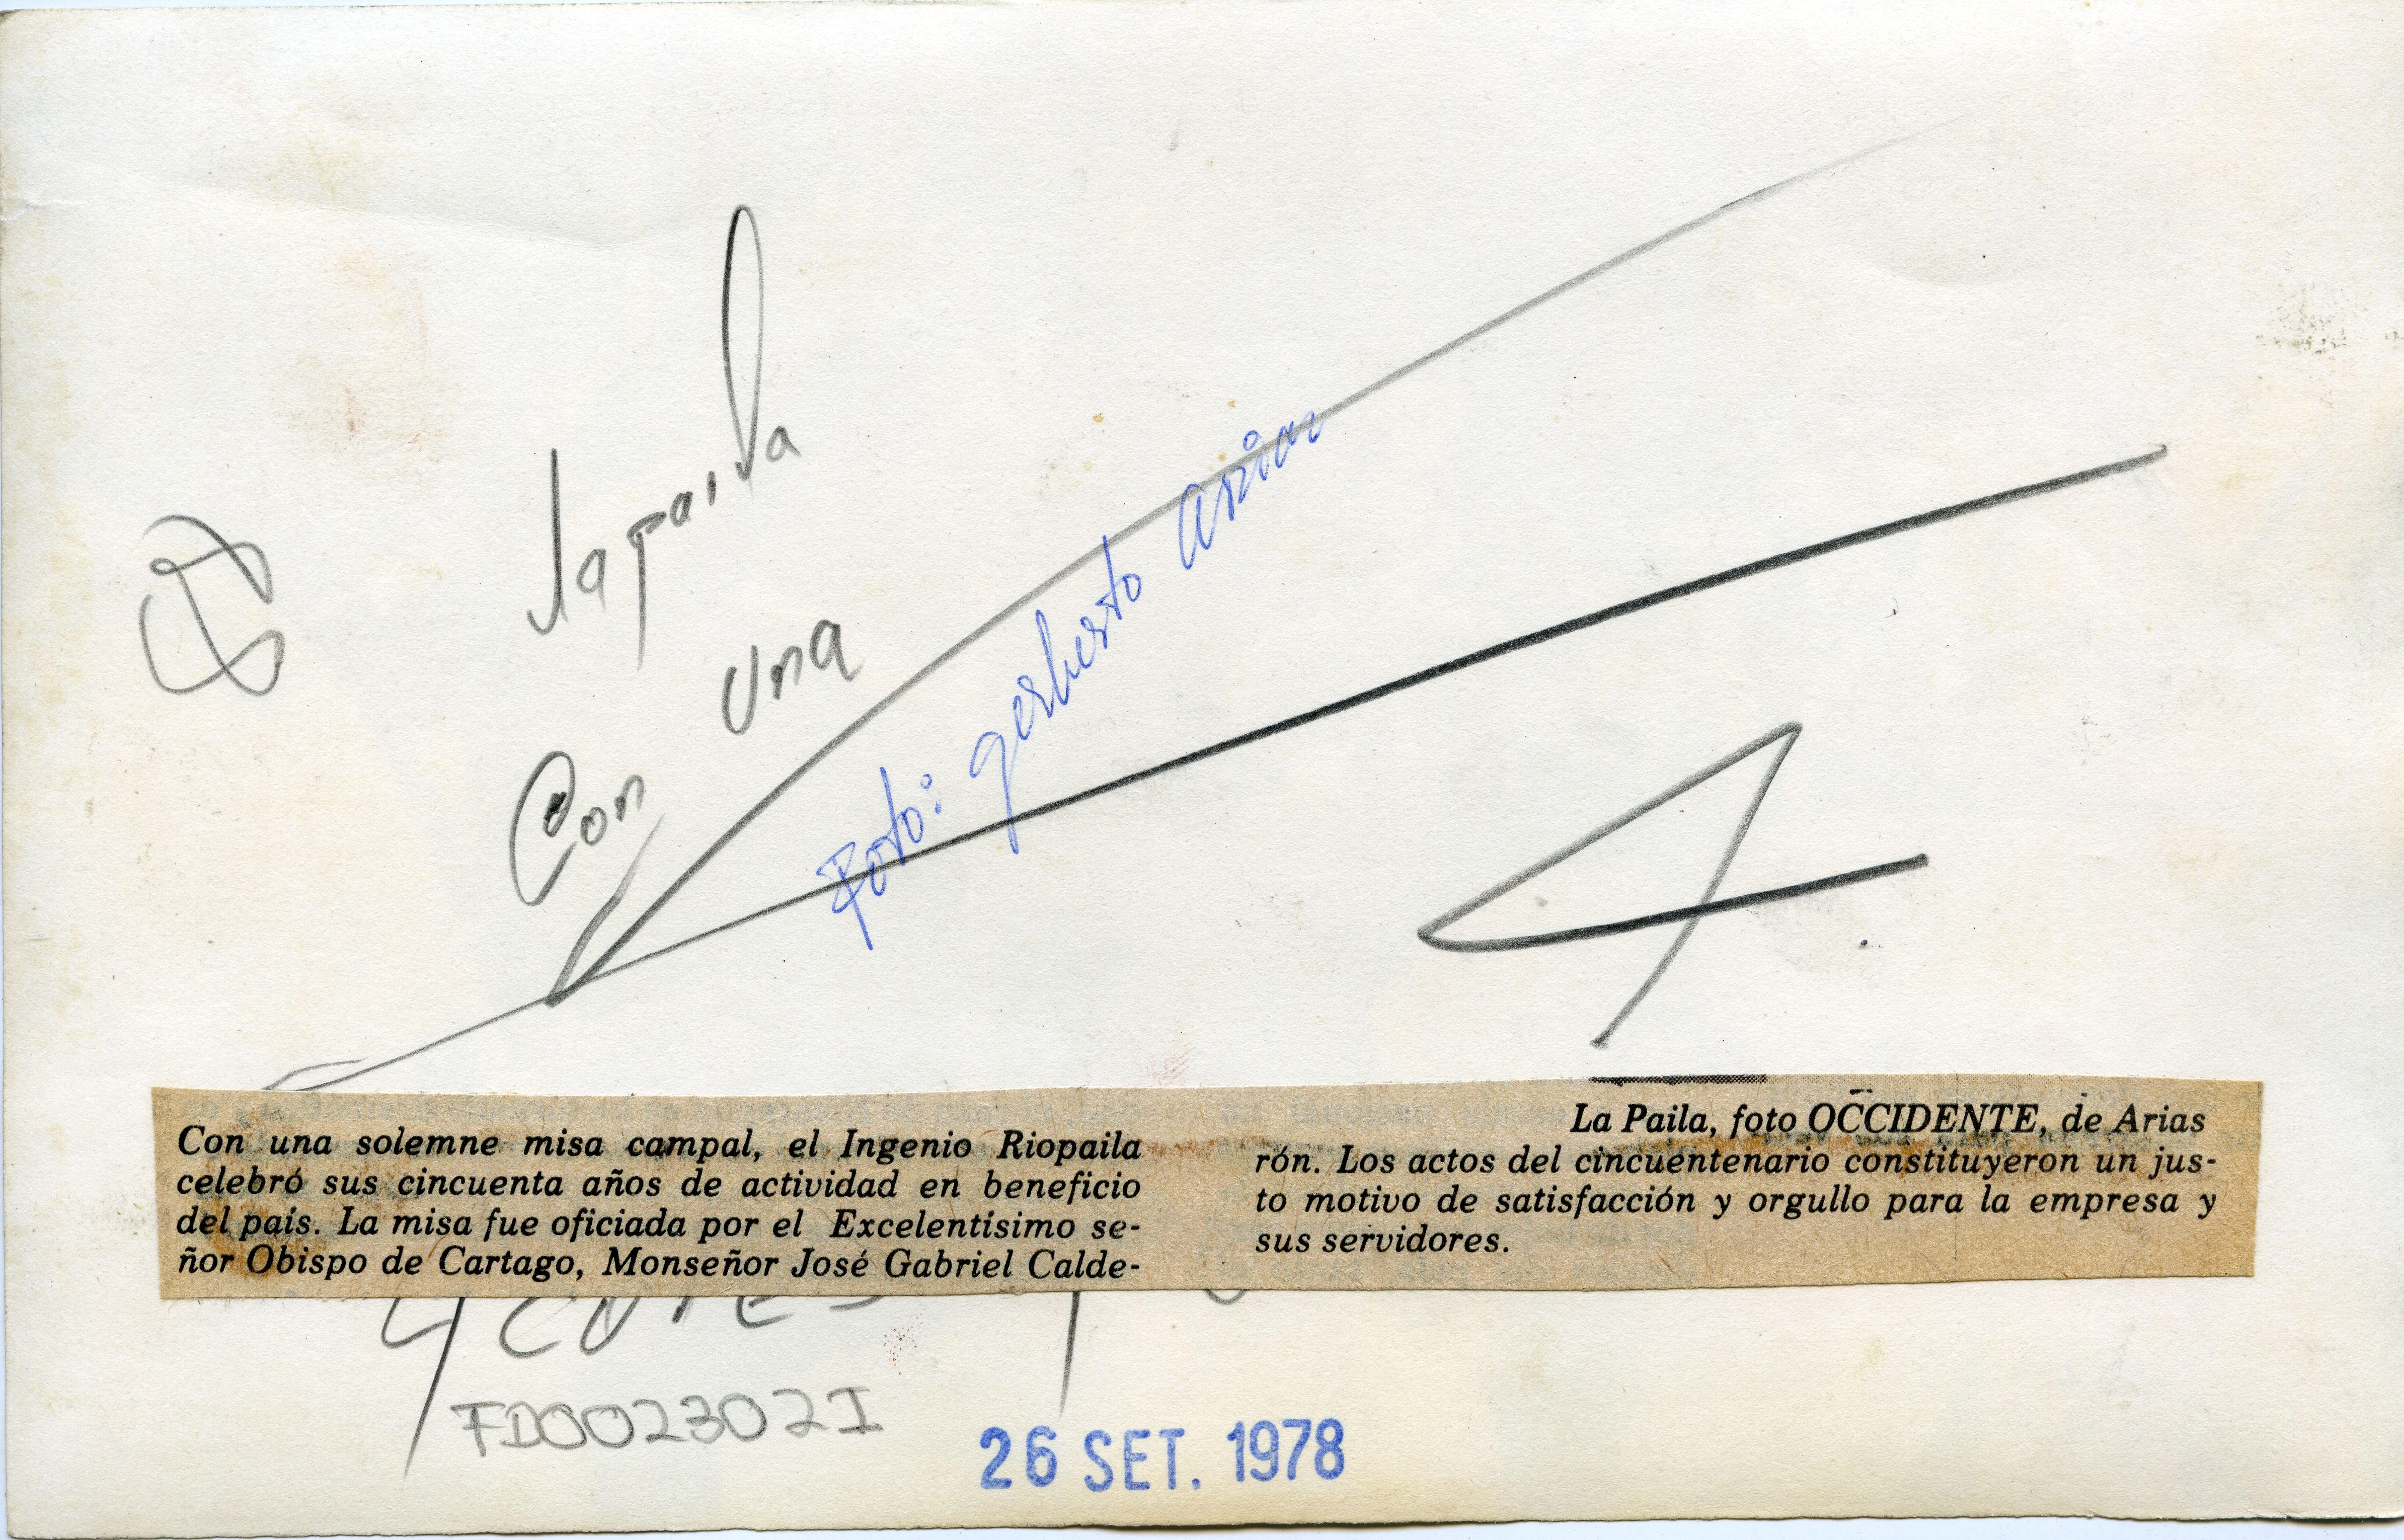 la paila
Con una
Foto: Gerberto Arias
4
Con una solemne misa campal, el Ingenio Riopaila
celebró sus cincuenta años de actividad en beneficio
del país. La misa fue oficiada por el Excelentísimo se-
ñor Obispo de Cartago, Monseñor José Gabriel Calde-
La Paila, foto OCCIDENTE, de Arias
rón. Los actos del cincuentenario constituyeron un jus-
to motivo de satisfacción y orgullo para la empresa y
sus servidores.
FD0023021
26 SET. 1978